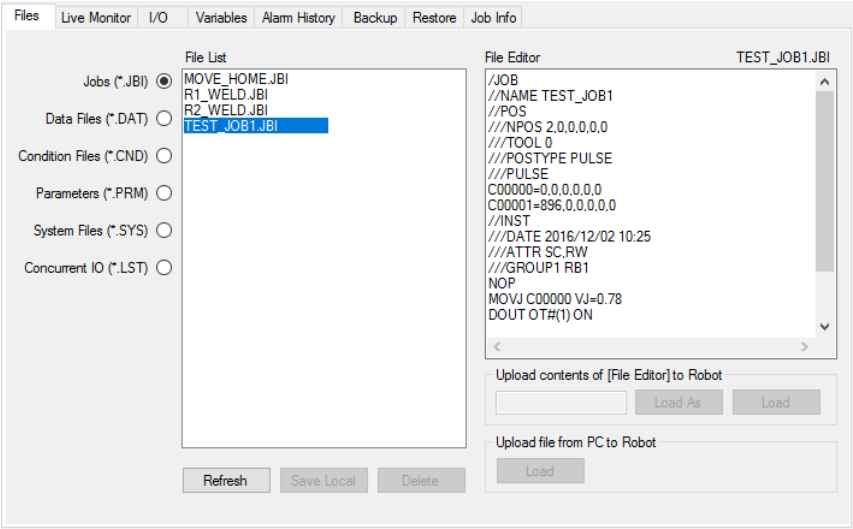 Files Live Monitor I/O Variables Alarm History Backup Restore Job Info
File List
File Editor TEST_JOB1.JBI
Jobs (*.JBI)
Data Files (*.DAT)
Condition Files (*.CND)
Parameters (*.PRM)
System Files (*.SYS)
Concurrent IO (*.LST)
MOVE_HOME.JBI
R1_WELD.JBI
R2_WELD.JBI
TEST_JOB1.JBI
/JOB
//NAME TEST_JOB1
//POS
///NPOS 2,0,0,0,0,0
///TOOL 0
///POSTYPE PULSE
///PULSE
C00000=0,0,0,0,0,0
C00001=896,0,0,0,0,0
//INST
///DATE 2016/12/02 10:25
///ATTR SC,RW
///GROUP1 RB1
NOP
MOVJ C00000 VJ=0.78
DOUT OT#(1) ON
Upload contents of [File Editor] to Robot
Load As Load
Upload file from PC to Robot
Load
Refresh Save Local Delete